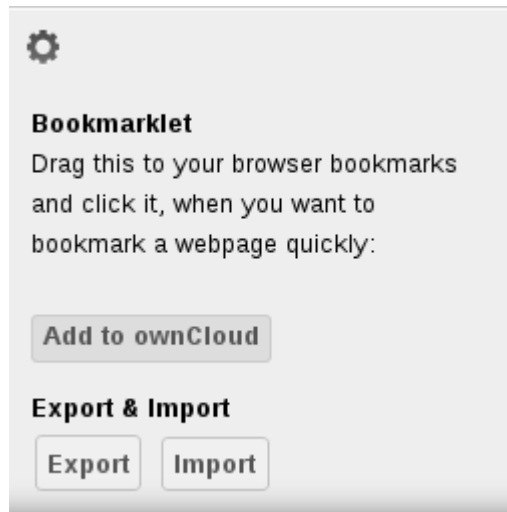 Bookmarklet
Drag this to your browser bookmarks
and click it, when you want to
bookmark a webpage quickly:
Add to ownCloud
Export & Import
Export Import